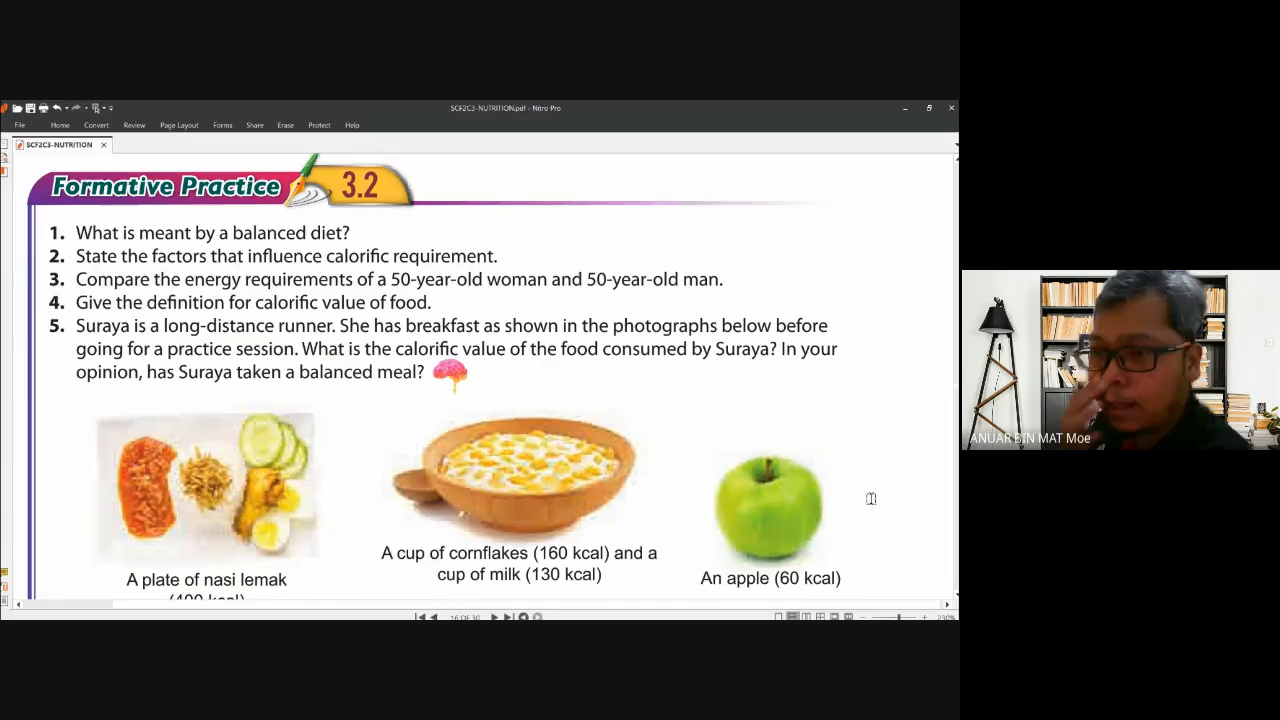 SCF2C3-NUTRITION.pdf - Nitro Pro
File Home Convert Review Page Layout Forms Share Erase Protect Help
SCF2C3-NUTRITION
Formative Practice 3.2
1. What is meant by a balanced diet?
2. State the factors that influence calorific requirement.
3. Compare the energy requirements of a 50-year-old woman and 50-year-old man.
4. Give the definition for calorific value of food.
5. Suraya is a long-distance runner. She has breakfast as shown in the photographs below before
going for a practice session. What is the calorific value of the food consumed by Suraya? In your
opinion, has Suraya taken a balanced meal?
A plate of nasi lemak
(400 kcal)
A cup of cornflakes (160 kcal) and a
cup of milk (130 kcal)
An apple (60 kcal)
16 OF 30
230%
ANUAR BIN MAT Moe